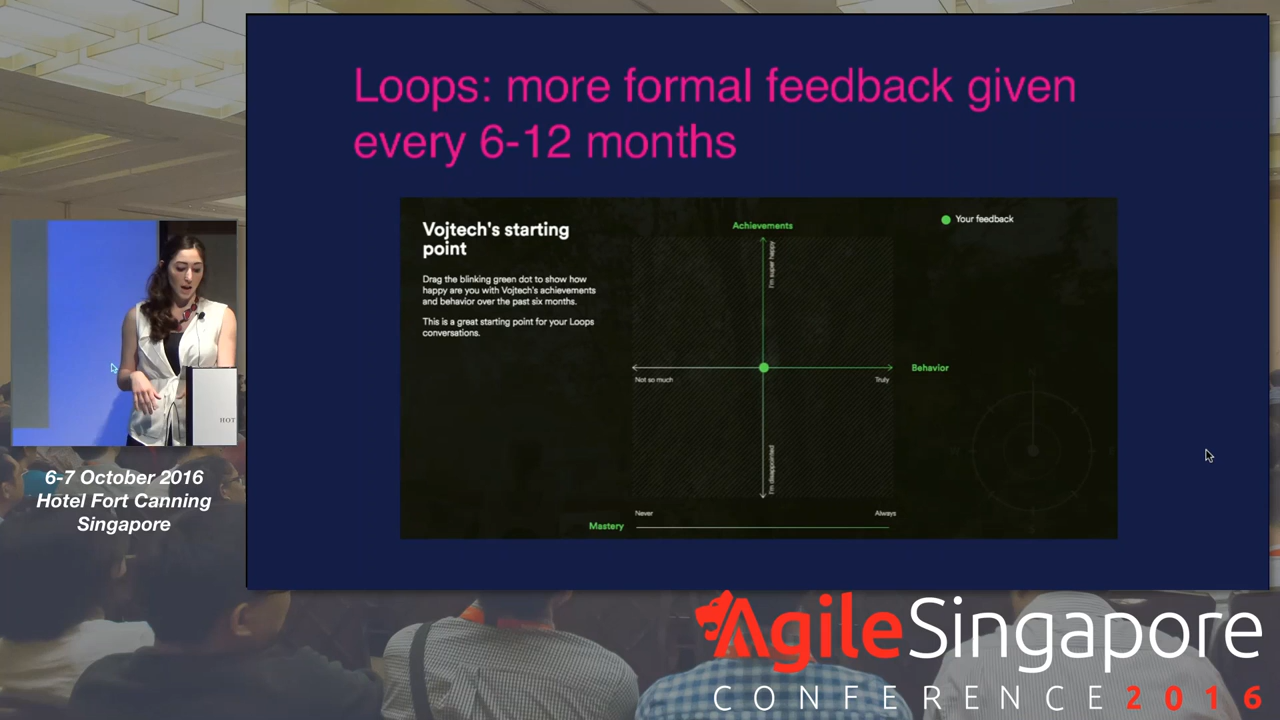 Loops: more formal feedback given
every 6-12 months
Vojtech's starting
point
Drag the blinking green dot to show how
happy are you with Vojtech's achievements
and behavior over the past six months.
This is a great starting point for your Loops
conversations.
Achievements
Your feedback
I'm super happy
Not so much
Truly
Behavior
I'm disappointed
Never
Always
Mastery
HOT
6-7 October 2016
Hotel Fort Canning
Singapore
AgileSingapore
CONFERENCE 2016